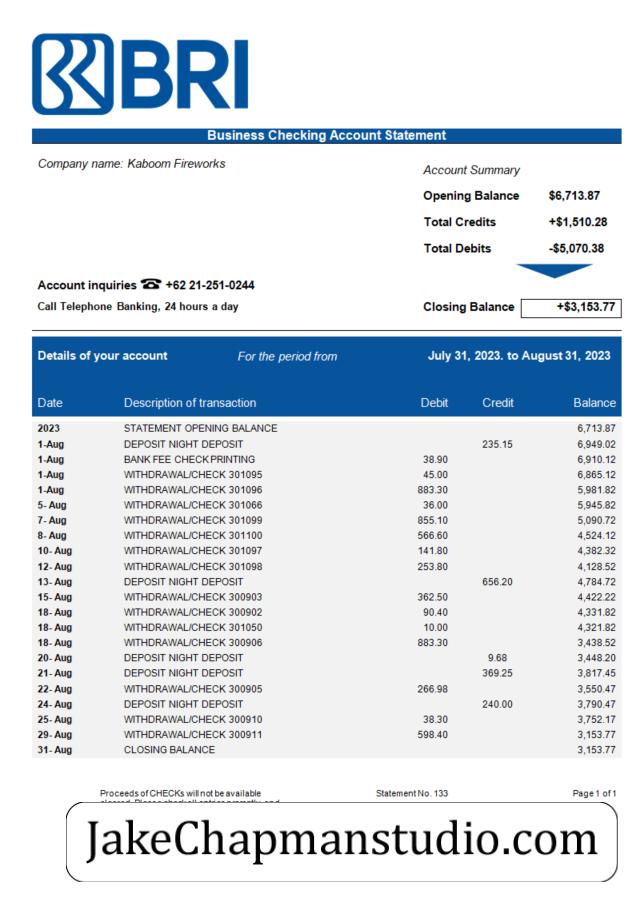 BRI
Business Checking Account Statement
Company name: Kaboom Fireworks
Account Summary
Opening Balance $6,713.87
Total Credits +$1,510.28
Total Debits -$5,070.38
Account inquiries ☎ +62 21-251-0244
Call Telephone Banking, 24 hours a day
Closing Balance +$3,153.77
Details of your account For the period from July 31, 2023. to August 31, 2023
Date Description of transaction Debit Credit Balance
2023 STATEMENT OPENING BALANCE 6,713.87
1-Aug DEPOSIT NIGHT DEPOSIT 235.15 6,949.02
1-Aug BANK FEE CHECK PRINTING 38.90 6,910.12
1-Aug WITHDRAWAL/CHECK 301095 45.00 6,865.12
1-Aug WITHDRAWAL/CHECK 301096 883.30 5,981.82
5- Aug WITHDRAWAL/CHECK 301066 36.00 5,945.82
7- Aug WITHDRAWAL/CHECK 301099 855.10 5,090.72
8- Aug WITHDRAWAL/CHECK 301100 566.60 4,524.12
10- Aug WITHDRAWAL/CHECK 301097 141.80 4,382.32
12- Aug WITHDRAWAL/CHECK 301098 253.80 4,128.52
13- Aug DEPOSIT NIGHT DEPOSIT 656.20 4,784.72
15- Aug WITHDRAWAL/CHECK 300903 362.50 4,422.22
18- Aug WITHDRAWAL/CHECK 300902 90.40 4,331.82
18- Aug WITHDRAWAL/CHECK 301050 10.00 4,321.82
18- Aug WITHDRAWAL/CHECK 300906 883.30 3,438.52
20- Aug DEPOSIT NIGHT DEPOSIT 9.68 3,448.20
21- Aug DEPOSIT NIGHT DEPOSIT 369.25 3,817.45
22- Aug WITHDRAWAL/CHECK 300905 266.98 3,550.47
24- Aug DEPOSIT NIGHT DEPOSIT 240.00 3,790.47
25- Aug WITHDRAWAL/CHECK 300910 38.30 3,752.17
29- Aug WITHDRAWAL/CHECK 300911 598.40 3,153.77
31- Aug CLOSING BALANCE 3,153.77
Proceeds of CHECKs will not be available Statement No. 133 Page 1 of 1
JakeChapmanstudio.com